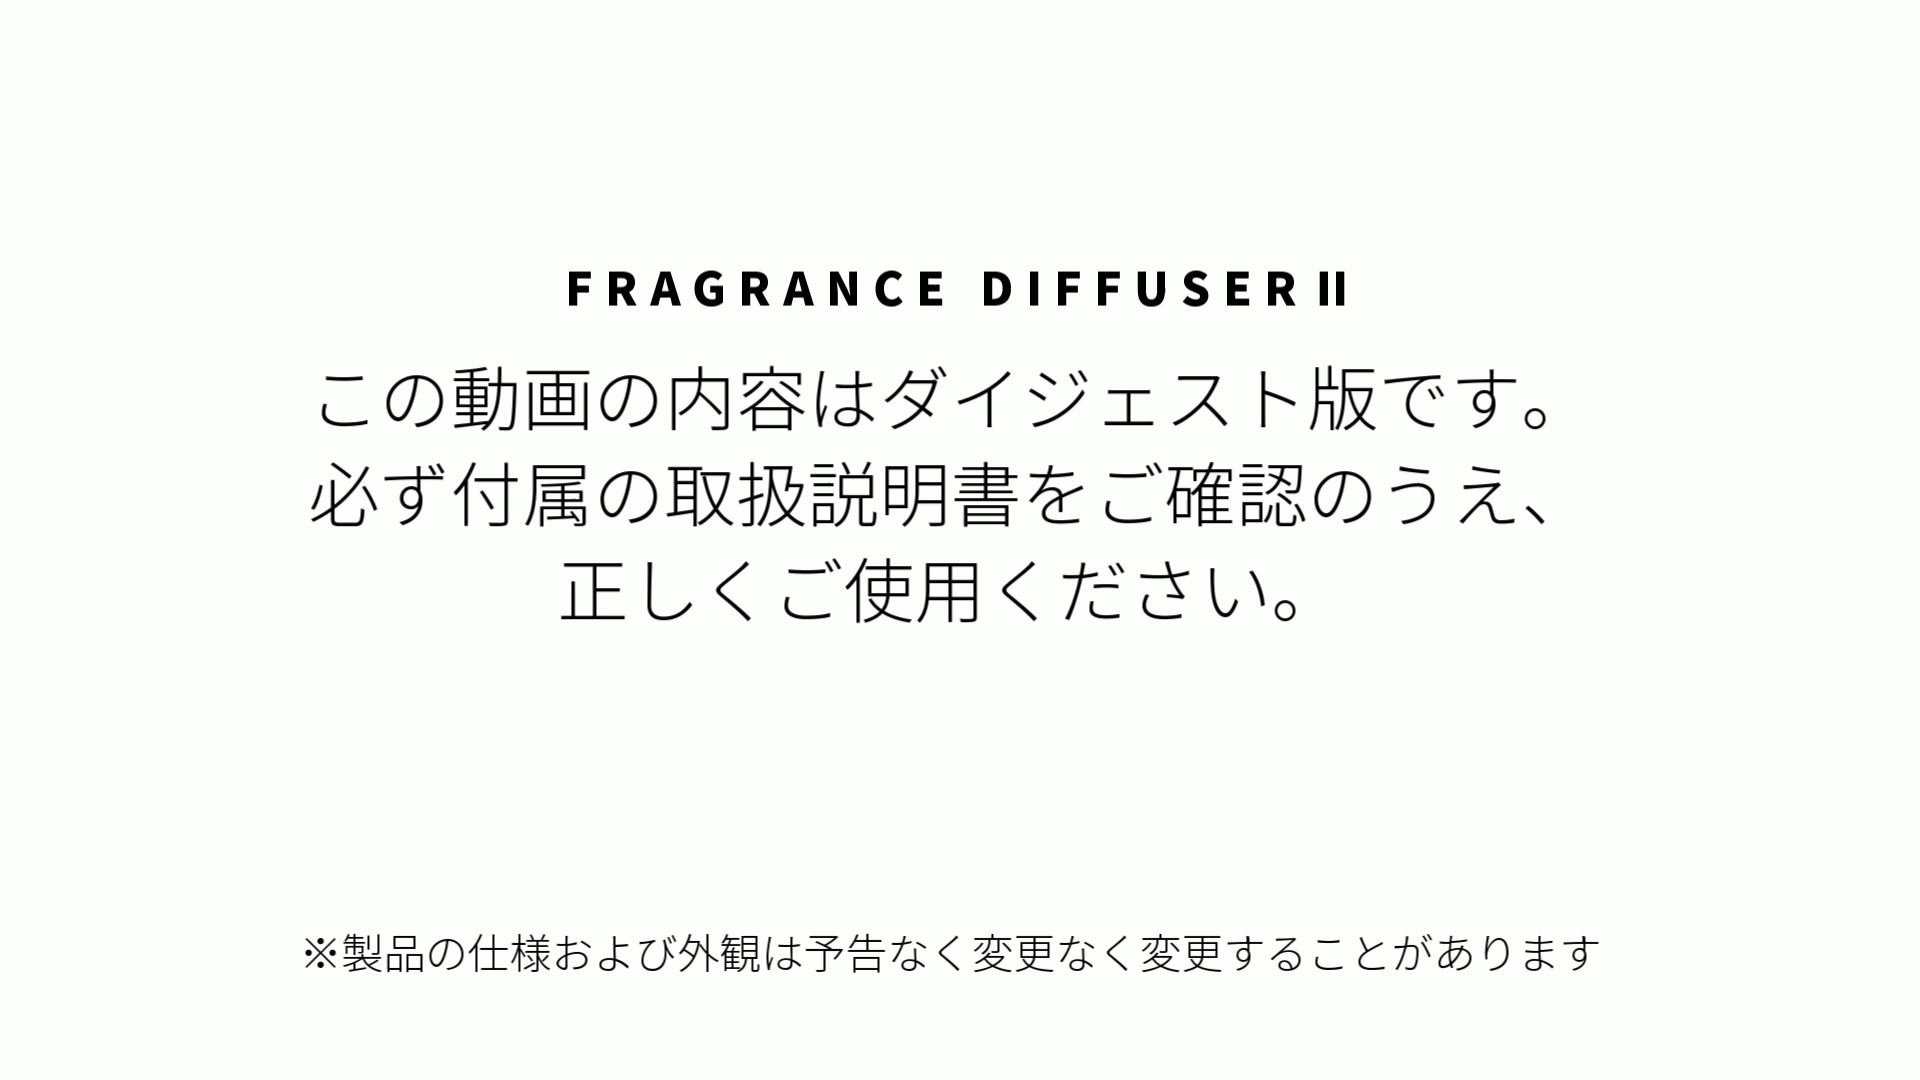 FRAGRANCE DIFFUSER II
この動画の内容はダイジェスト版です。
必ず付属の取扱説明書をご確認のうえ、
正しくご使用ください。
※製品の仕様および外観は予告なく変更なく変更することがあります